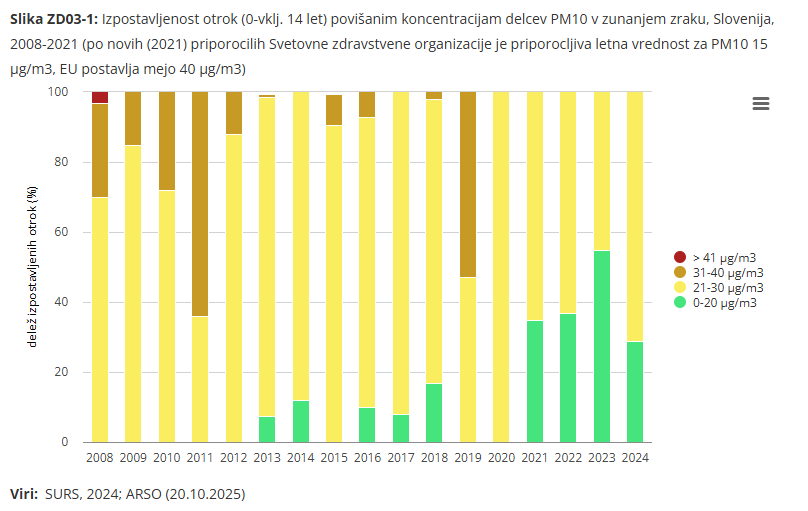 Slika ZD03-1: Izpostavljenost otrok (0-vklj. 14 let) povišanim koncentracijam delcev PM10 v zunanjem zraku, Slovenija,
2008-2021 (po novih (2021) priporocilih Svetovne zdravstvene organizacije je priporocljiva letna vrednost za PM10 15
µg/m3, EU postavlja mejo 40 µg/m3)
100
80
60
40
20
0
delež izpostavljenih otrok (%)
2008 2009 2010 2011 2012 2013 2014 2015 2016 2017 2018 2019 2020 2021 2022 2023 2024
> 41 µg/m3
31-40 µg/m3
21-30 µg/m3
0-20 µg/m3
Viri: SURS, 2024; ARSO (20.10.2025)